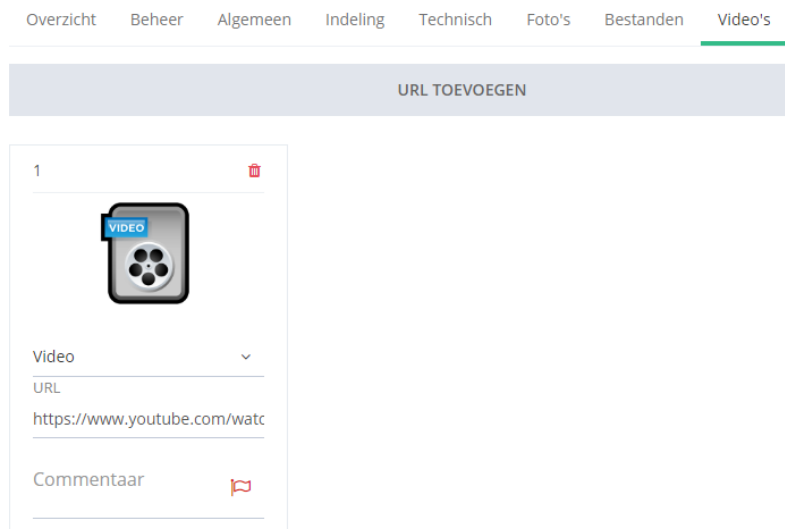 Overzicht Beheer Algemeen Indeling Technisch Foto's Bestanden Video's
URL TOEVOEGEN
1
VIDEO
Video
URL
https://www.youtube.com/watc
Commentaar